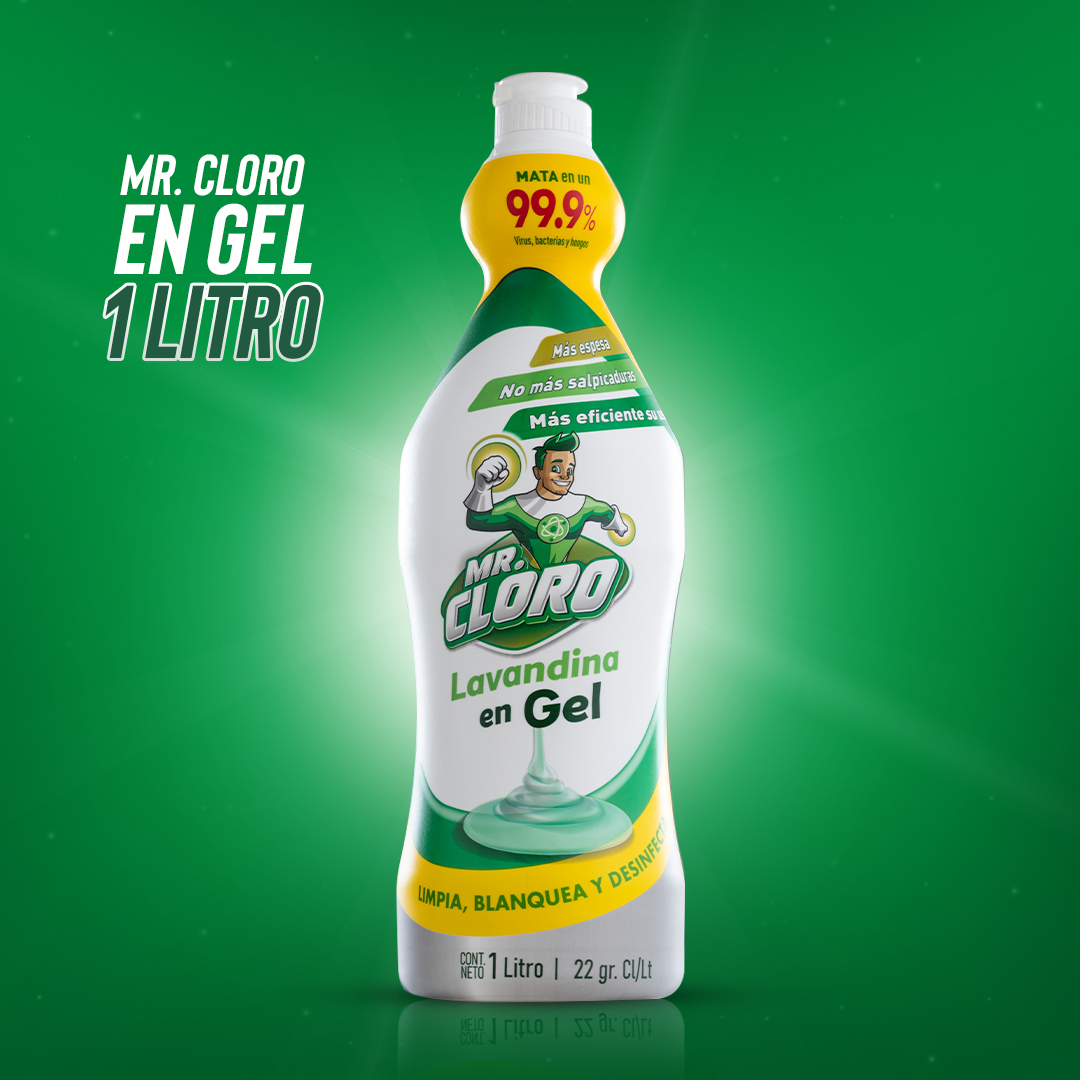 MR. CLORO
EN GEL
1 LITRO
MATA en un
99.9%
Virus, bacterias y hongos
Más espesa
No más salpicaduras
Más eficiente su
MR.
CLORO
Lavandina
en Gel
LIMPIA, BLANQUEA Y DESINFECTA
CONT. NETO 1 Litro | 22 gr. Cl/Lt